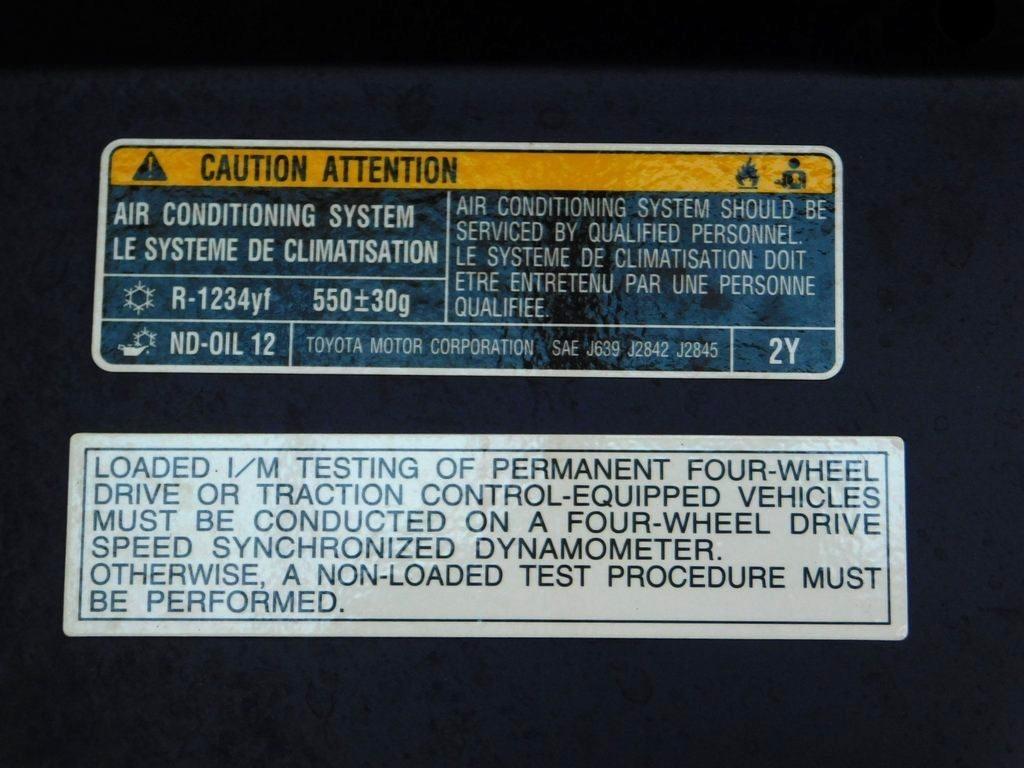 CAUTION ATTENTION
AIR CONDITIONING SYSTEM
LE SYSTEME DE CLIMATISATION
AIR CONDITIONING SYSTEM SHOULD BE
SERVICED BY QUALIFIED PERSONNEL.
LE SYSTEME DE CLIMATISATION DOIT
ETRE ENTRETENU PAR UNE PERSONNE
QUALIFIEE.
R-1234yf 550±30g
ND-OIL 12
TOYOTA MOTOR CORPORATION SAE J639 J2842 J2845
2Y
LOADED I/M TESTING OF PERMANENT FOUR-WHEEL
DRIVE OR TRACTION CONTROL-EQUIPPED VEHICLES
MUST BE CONDUCTED ON A FOUR-WHEEL DRIVE
SPEED SYNCHRONIZED DYNAMOMETER.
OTHERWISE, A NON-LOADED TEST PROCEDURE MUST
BE PERFORMED.